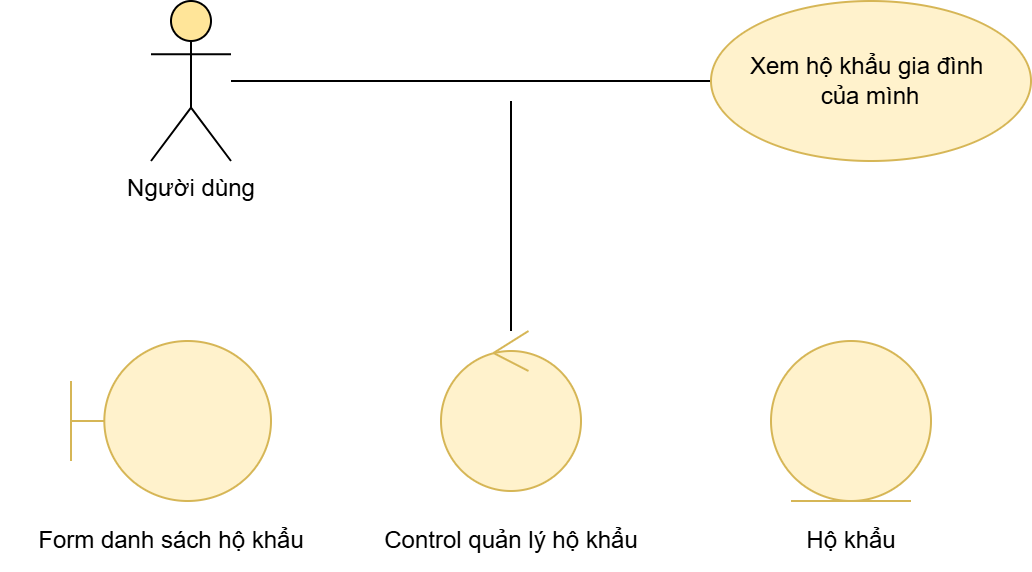 Xem hộ khẩu gia đình
của mình
Người dùng
Form danh sách hộ khẩu
Control quản lý hộ khẩu
Hộ khẩu